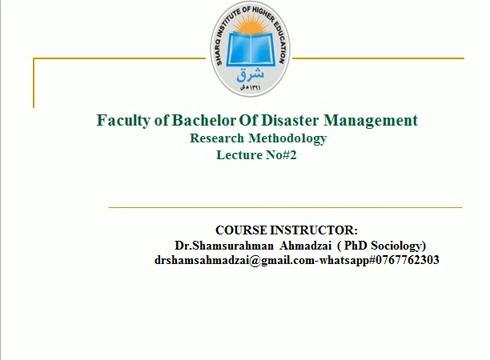 SHARQ INSTITUTE OF HIGHER EDUCATION
شرق
Faculty of Bachelor Of Disaster Management
Research Methodology
Lecture No#2
COURSE INSTRUCTOR:
Dr.Shamsurahman Ahmadzai ( PhD Sociology)
drshamsahmadzai@gmail.com-whatsapp#0767762303